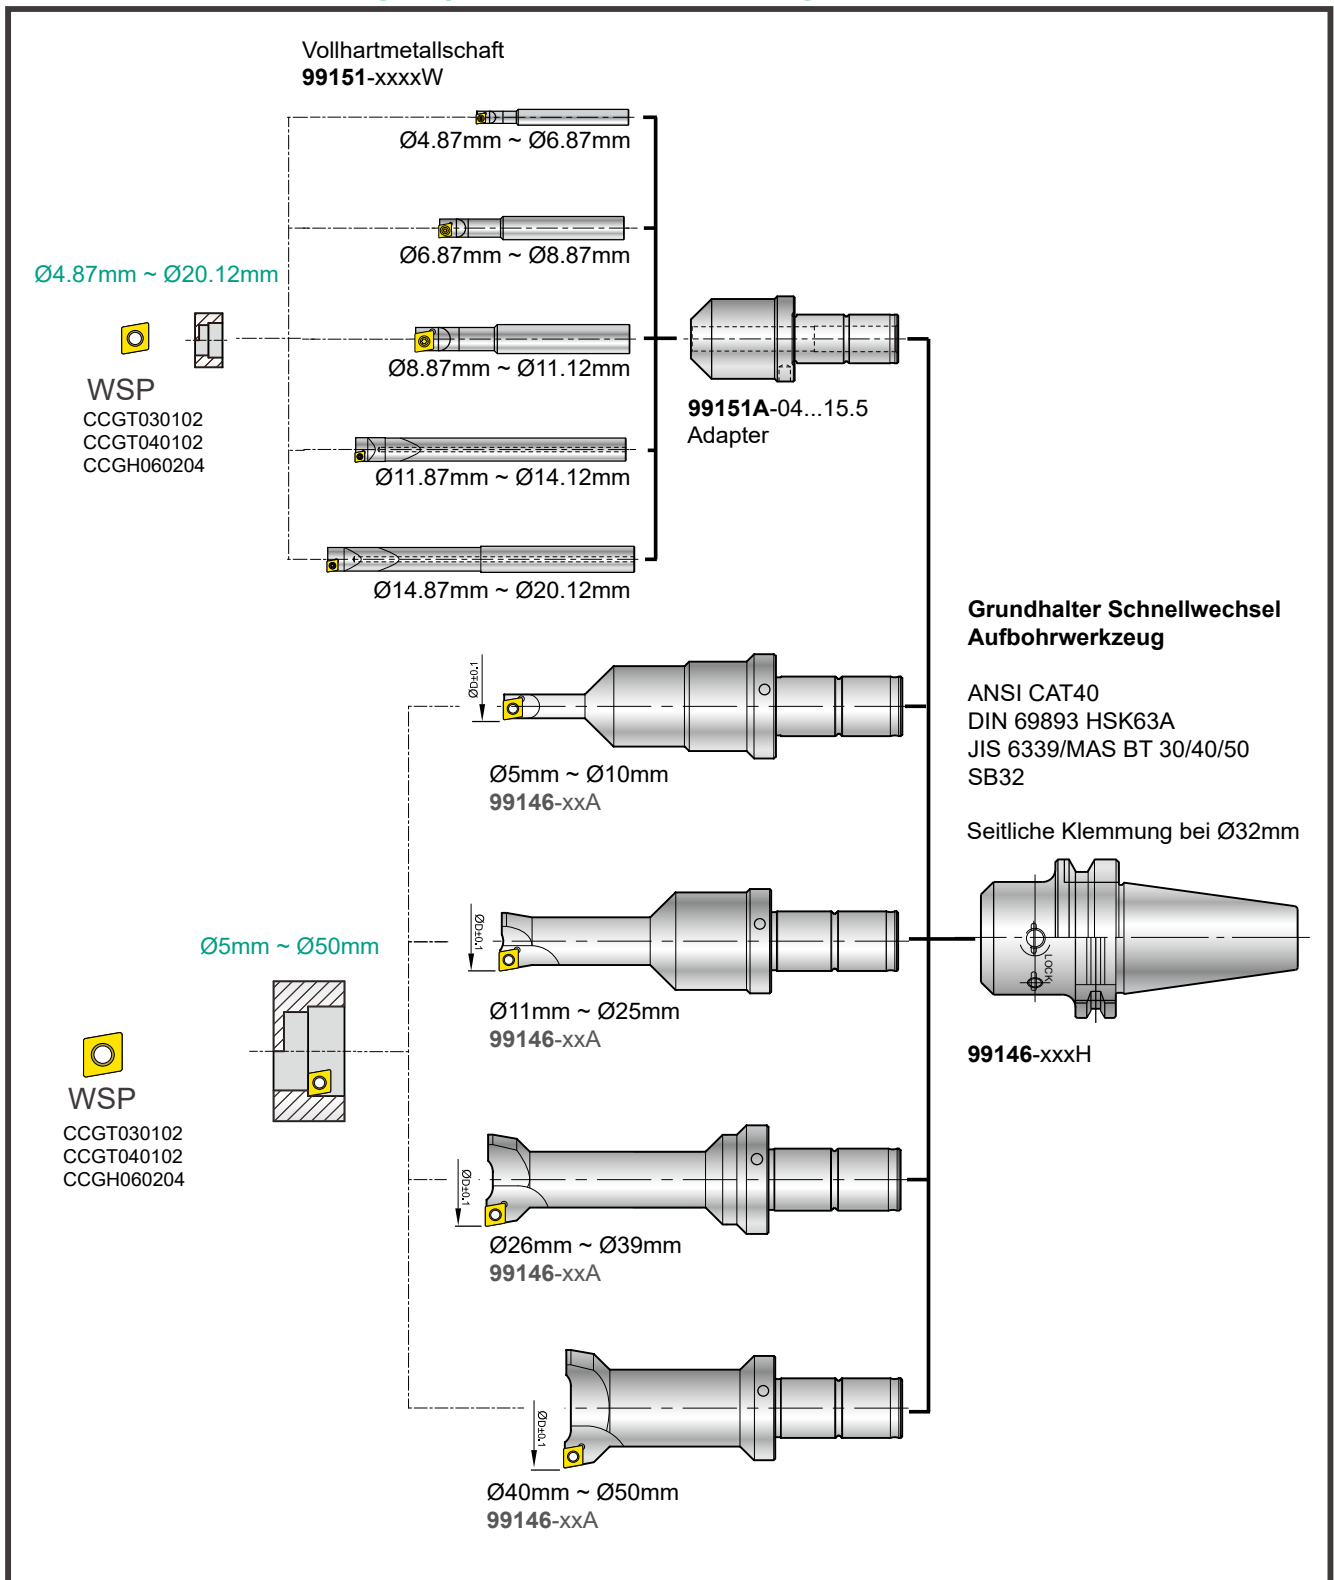 Vollhartmetallschaft
99151-xxxxW
Ø4.87mm ~ Ø6.87mm
Ø6.87mm ~ Ø8.87mm
Ø4.87mm ~ Ø20.12mm
WSP
CCGT030102
CCGT040102
CCGH060204
Ø8.87mm ~ Ø11.12mm
99151A-04...15.5
Adapter
Ø11.87mm ~ Ø14.12mm
Ø14.87mm ~ Ø20.12mm
Grundhalter Schnellwechsel
Aufbohrwerkzeug
ANSI CAT40
DIN 69893 HSK63A
JIS 6339/MAS BT 30/40/50
SB32
Seitliche Klemmung bei Ø32mm
LOCK
99146-xxxH
ØD±0.1
Ø5mm ~ Ø10mm
99146-xxA
Ø5mm ~ Ø50mm
WSP
CCGT030102
CCGT040102
CCGH060204
ØD±0.1
Ø11mm ~ Ø25mm
99146-xxA
ØD±0.1
Ø26mm ~ Ø39mm
99146-xxA
ØD±0.1
Ø40mm ~ Ø50mm
99146-xxA